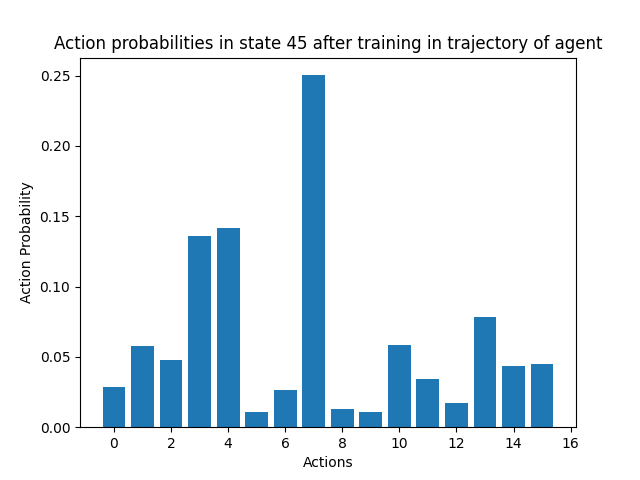 Action probabilities in state 45 after training in trajectory of agent
0.25
0.20
0.15
0.10
0.05
0.00
Action Probability
0 2 4 6 8 10 12 14 16
Actions